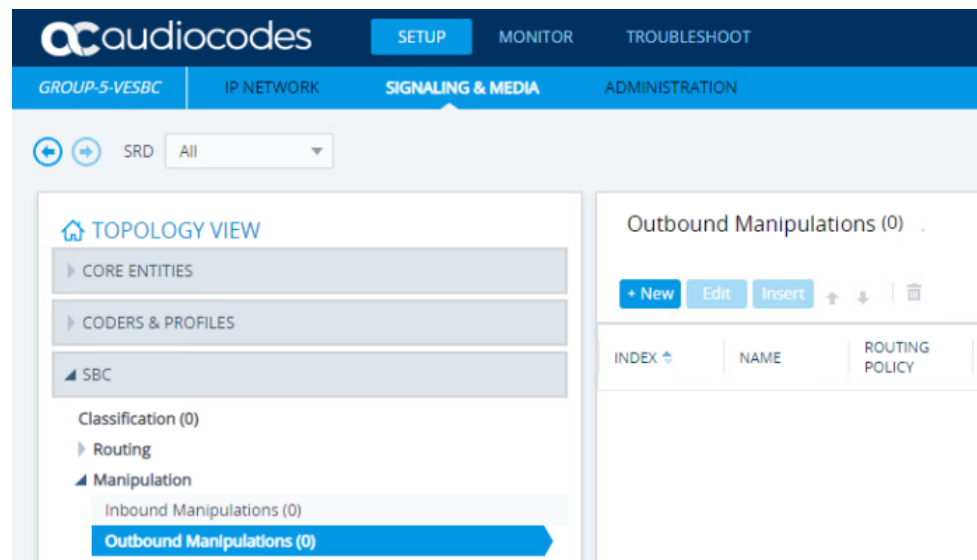 audiocodes SETUP MONITOR TROUBLESHOOT
GROUP-5-VESBC IP NETWORK SIGNALING & MEDIA ADMINISTRATION
SRD All
TOPOLOGY VIEW
CORE ENTITIES
CODERS & PROFILES
SBC
Classification (0)
Routing
Manipulation
Inbound Manipulations (0)
Outbound Manipulations (0)
Outbound Manipulations (0) .
+ New Edit Insert
INDEX NAME ROUTING
POLICY